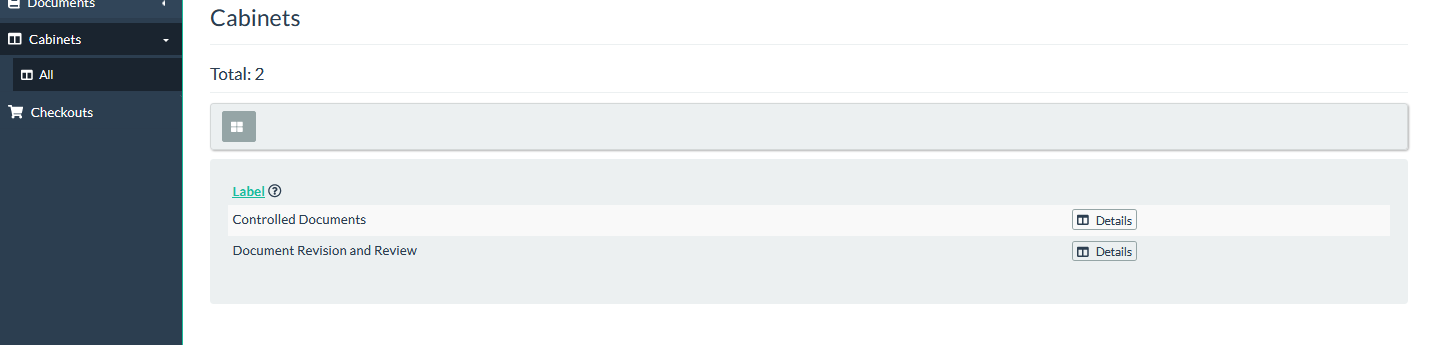 Documents
Cabinets
All
Checkouts
Cabinets
Total: 2
Label
Controlled Documents Details
Document Revision and Review Details